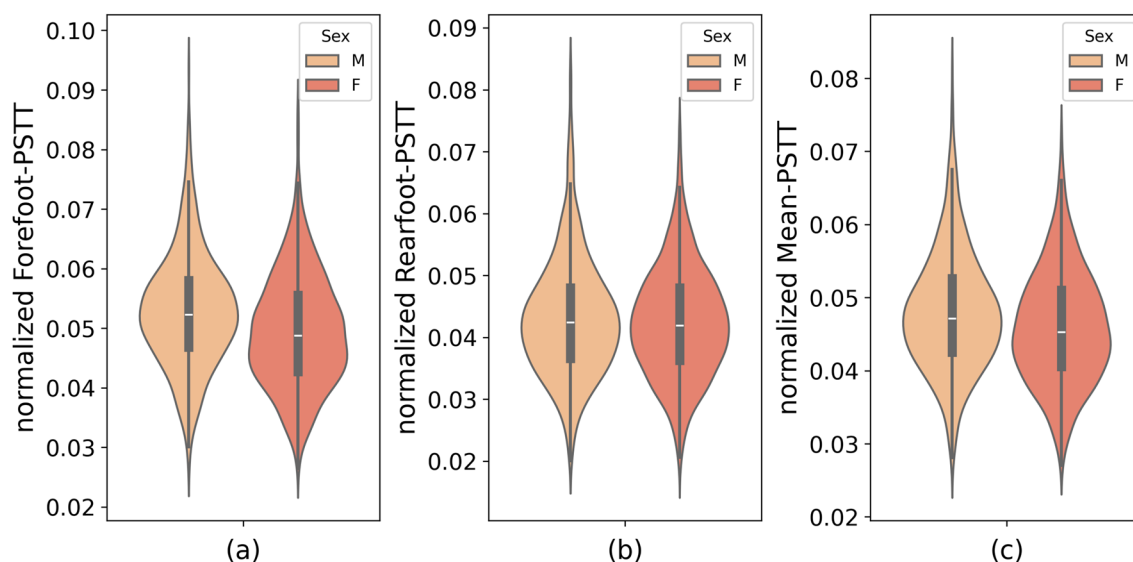 normalized Forefoot-PSTT
0.10
0.09
0.08
0.07
0.06
0.05
0.04
0.03
0.02
Sex
M
F
(a)
normalized Rearfoot-PSTT
0.09
0.08
0.07
0.06
0.05
0.04
0.03
0.02
Sex
M
F
(b)
normalized Mean-PSTT
0.08
0.07
0.06
0.05
0.04
0.03
0.02
Sex
M
F
(c)